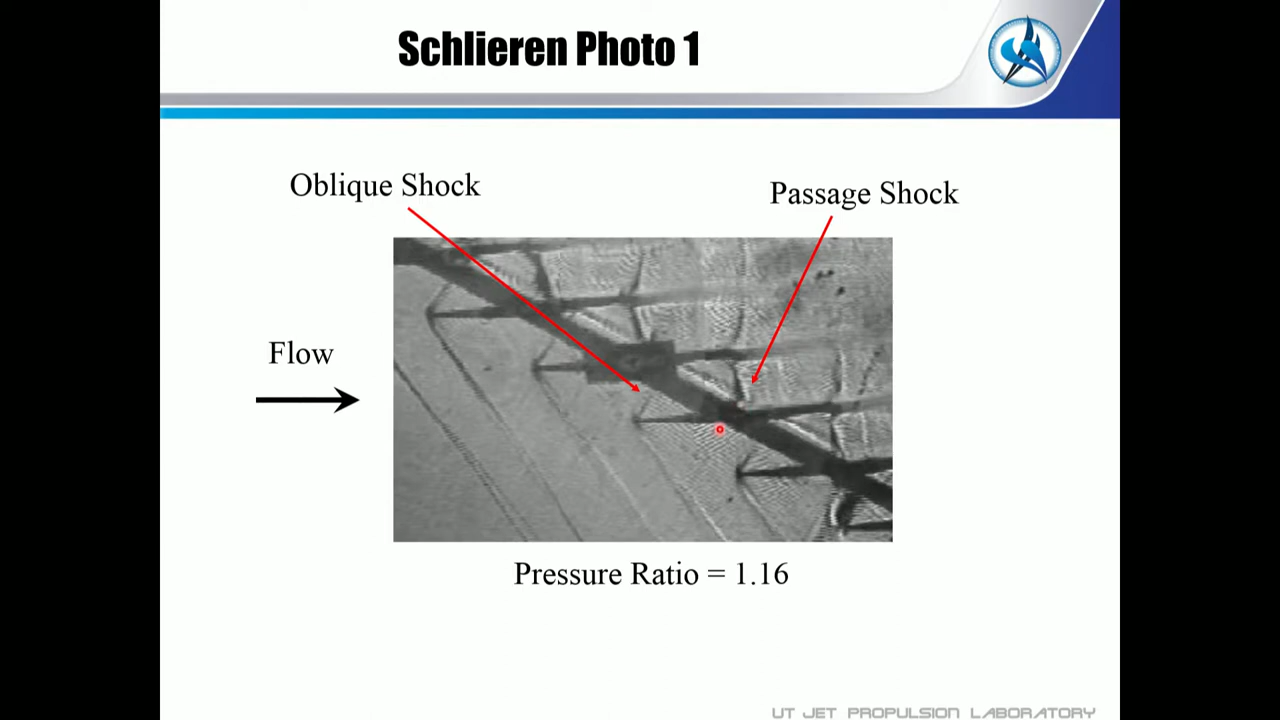 Schlieren Photo 1
Oblique Shock
Passage Shock
Flow
Pressure Ratio = 1.16
UT JET PROPULSION LABORATORY